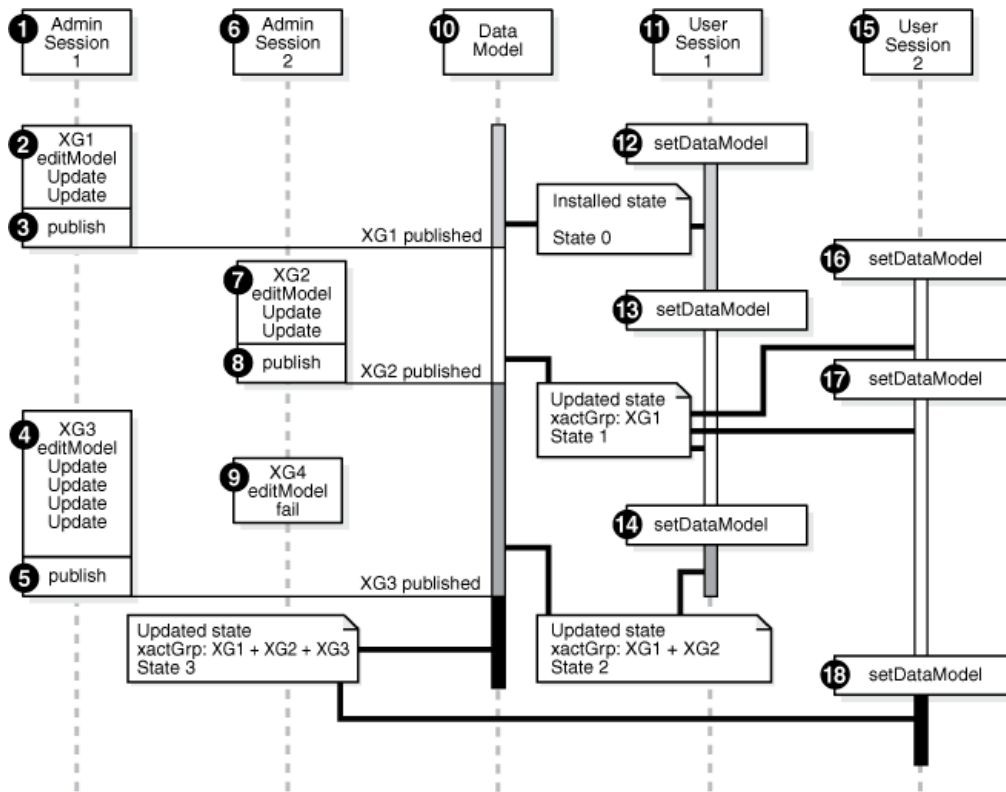 1
Admin
Session
1
6
Admin
Session
2
10
Data
Model
11
User
Session
1
15
User
Session
2
2
XG1
editModel
Update
Update
3
publish
XG1 published
12
setDataModel
Installed state
State 0
16
setDataModel
7
XG2
editModel
Update
Update
8
publish
XG2 published
13
setDataModel
17
setDataModel
Updated state
xactGrp: XG1
State 1
4
XG3
editModel
Update
Update
Update
Update
5
publish
XG3 published
9
XG4
editModel
fail
14
setDataModel
Updated state
xactGrp: XG1 + XG2 + XG3
State 3
Updated state
xactGrp: XG1 + XG2
State 2
18
setDataModel